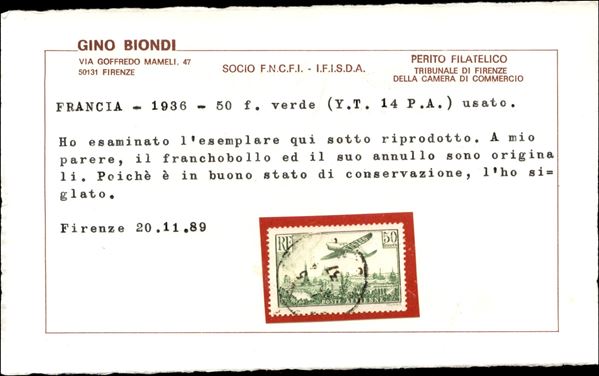 GINO BIONDI
VIA GOFFREDO MAMELI, 47
50131 FIRENZE
SOCIO F.N.C.F.I. - I.F.I.S.D.A.
PERITO FILATELICO
TRIBUNALE DI FIRENZE
DELLA CAMERA DI COMMERCIO
FRANCIA - 1936 - 50 f. verde (Y.T. 14 P.A.) usato.
Ho esaminato l'esemplare qui sotto riprodotto. A mio
parere, il franchobollo ed il suo annullo sono origina
li. Poichè è in buono stato di conservazione, l'ho si=
glato.
Firenze 20.11.89
RF
50
POSTE AERIENNE